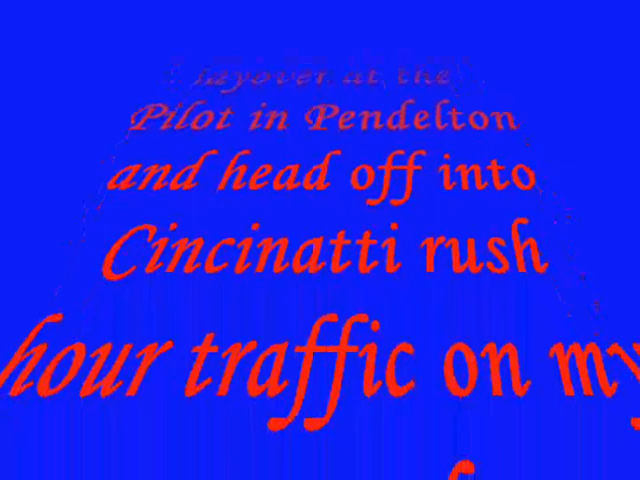 layover at the
Pilot in Pendelton
and head off into
Cincinatti rush
hour traffic on my